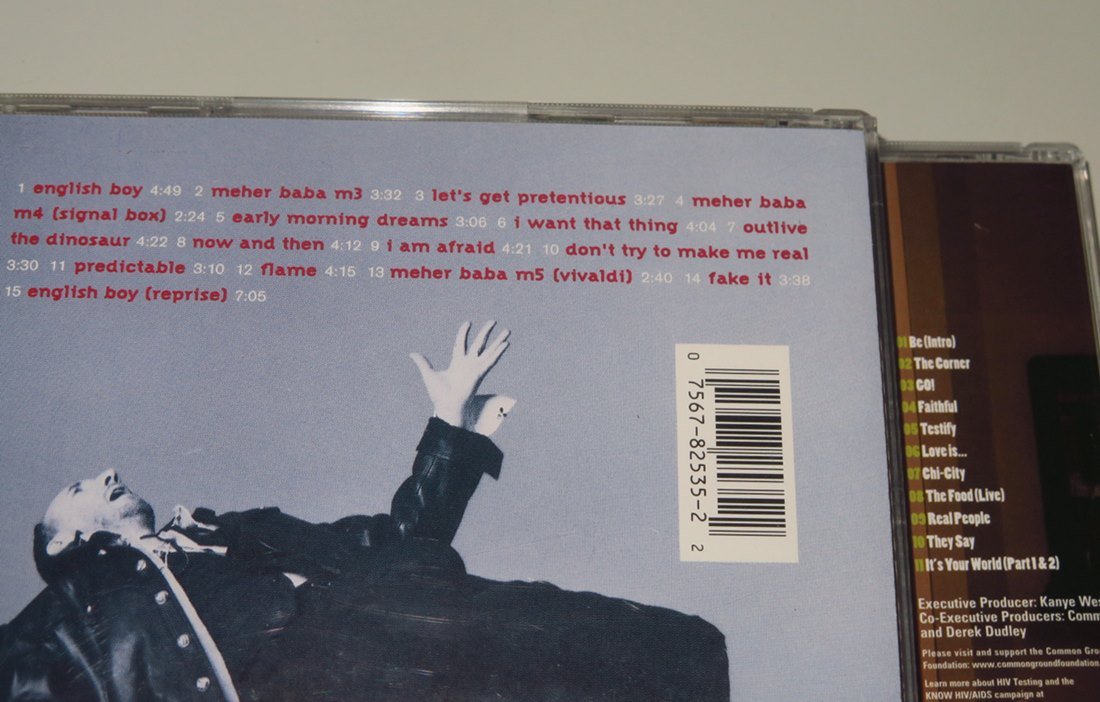 1 english boy 4:49 2 meher baba m3 3:32 3 let's get pretentious 3:27 4 meher baba
m4 (signal box) 2:24 5 early morning dreams 3:06 6 i want that thing 4:04 7 outlive
the dinosaur 4:22 8 now and then 4:12 9 i am afraid 4:21 10 don't try to make me real
3:30 11 predictable 3:10 12 flame 4:15 13 meher baba m5 (vivaldi) 2:40 14 fake it 3:38
15 english boy (reprise) 7:05
0 7567-82535-2 2
01 Be (Intro)
02 The Corner
03 GO!
04 Faithful
05 Testify
06 Love is...
07 Chi-City
08 The Food (Live)
09 Real People
10 They Say
11 It's Your World (Part 1 & 2)
Executive Producer: Kanye Wes
Co-Executive Producers: Comm
and Derek Dudley
Please visit and support the Common Gro
Foundation: www.commongroundfoundation.
Learn more about HIV Testing and the
KNOW HIV/AIDS campaign at